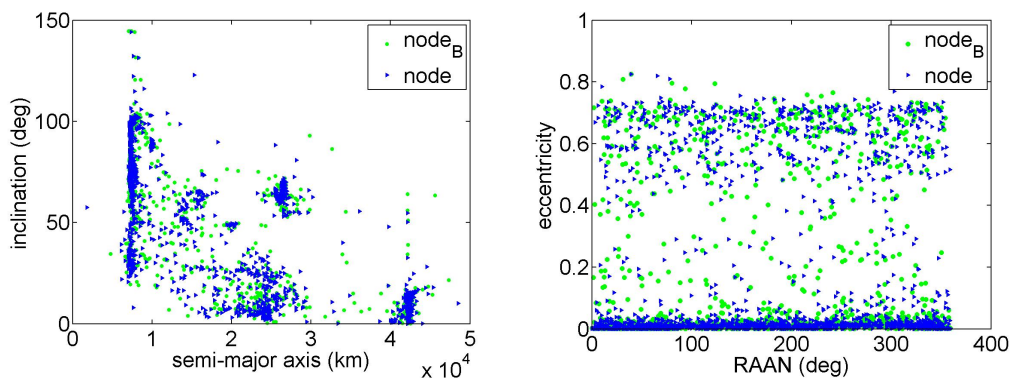 150
100
50
0
inclination (deg)
0
1
2
3
4
5
semi-major axis (km)
x 10^4
node_B
node
1
0.8
0.6
0.4
0.2
0
eccentricity
0
100
200
300
400
RAAN (deg)
node_B
node